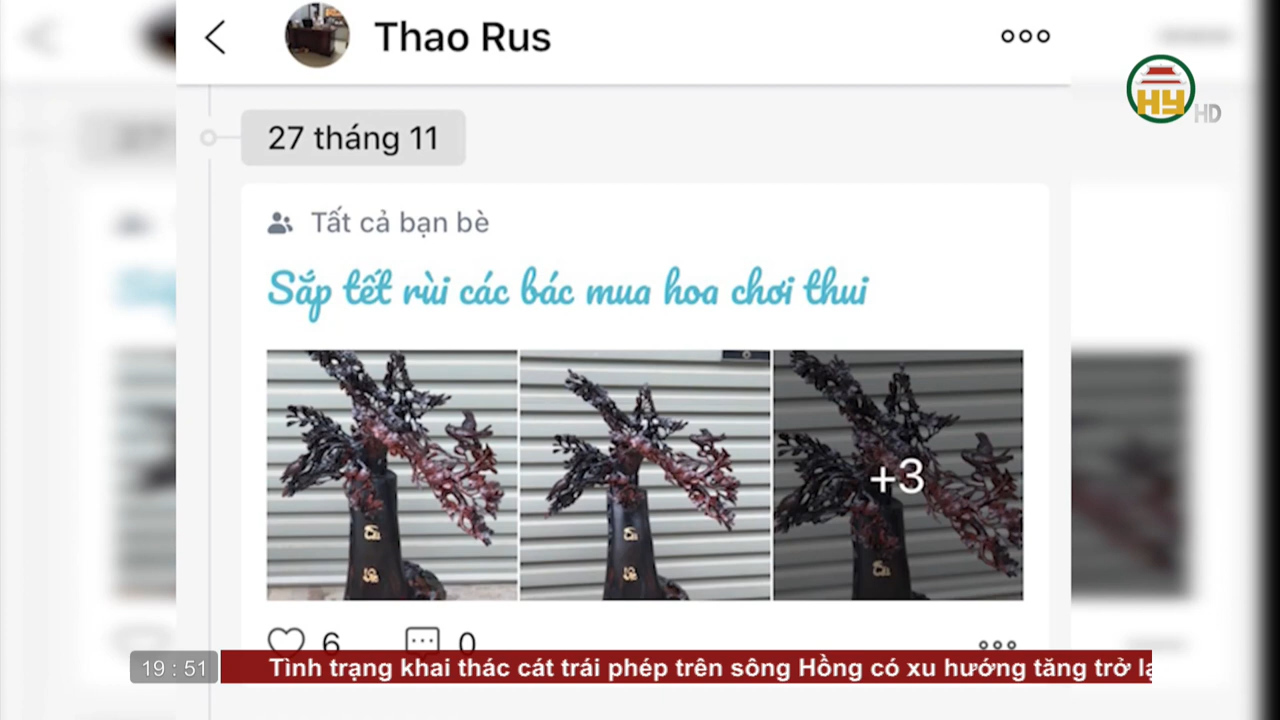 Thao Rus
HY HD
27 tháng 11
Tất cả bạn bè
Sắp tết rùi các bác mua hoa chơi thui
+3
6
0
19 : 51
Tình trạng khai thác cát trái phép trên sông Hồng có xu hướng tăng trở